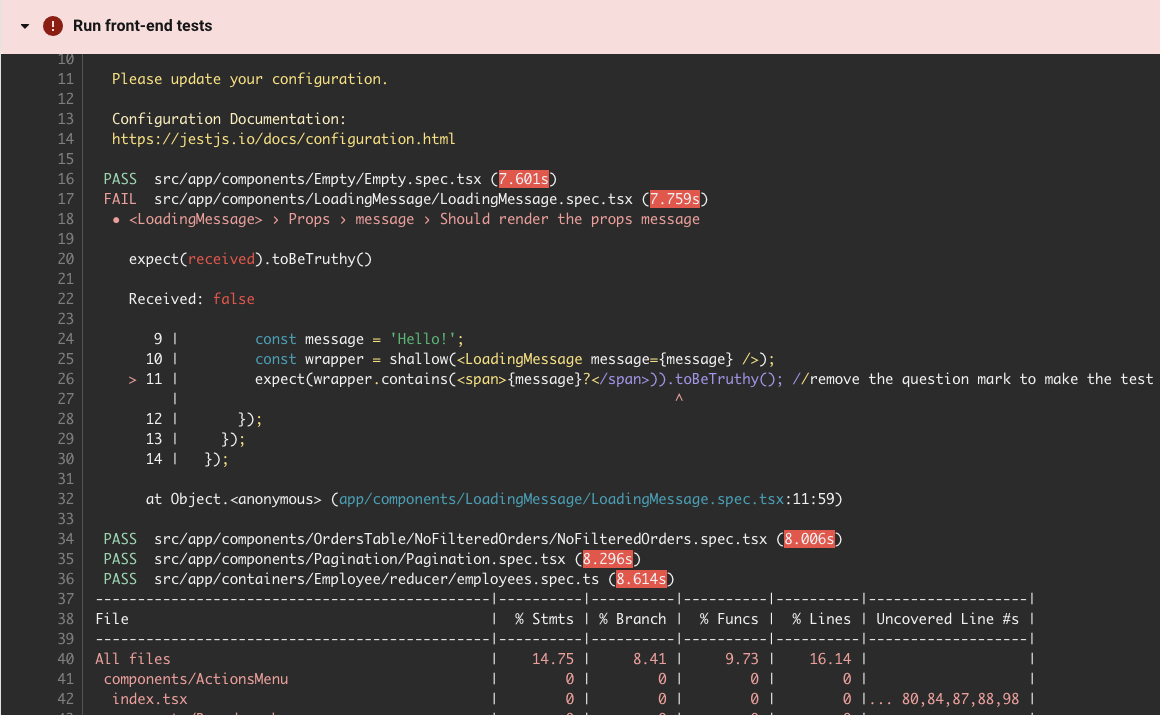 Run front-end tests
10
11 Please update your configuration.
12
13 Configuration Documentation:
14 https://jestjs.io/docs/configuration.html
15
16 PASS src/app/components/Empty/Empty.spec.tsx (7.601s)
17 FAIL src/app/components/LoadingMessage/LoadingMessage.spec.tsx (7.759s)
18 ● <LoadingMessage> › Props › message › Should render the props message
19
20 expect(received).toBeTruthy()
21
22 Received: false
23
24 9 | const message = 'Hello!';
25 10 | const wrapper = shallow(<LoadingMessage message={message} />);
26 > 11 | expect(wrapper.contains(<span>{message}?</span>)).toBeTruthy(); //remove the question mark to make the test
27 | ^
28 12 | });
29 13 | });
30 14 | });
31
32 at Object.<anonymous> (app/components/LoadingMessage/LoadingMessage.spec.tsx:11:59)
33
34 PASS src/app/components/OrdersTable/NoFilteredOrders/NoFilteredOrders.spec.tsx (8.006s)
35 PASS src/app/components/Pagination/Pagination.spec.tsx (8.296s)
36 PASS src/app/containers/Employee/reducer/employees.spec.ts (8.614s)
37 -----------------------------------------------|----------|----------|----------|----------|-------------------|
38 File | % Stmts | % Branch | % Funcs | % Lines | Uncovered Line #s |
39 -----------------------------------------------|----------|----------|----------|----------|-------------------|
40 All files | 14.75 | 8.41 | 9.73 | 16.14 | |
41 components/ActionsMenu | 0 | 0 | 0 | 0 | |
42 index.tsx | 0 | 0 | 0 | 0 |... 80,84,87,88,98 |